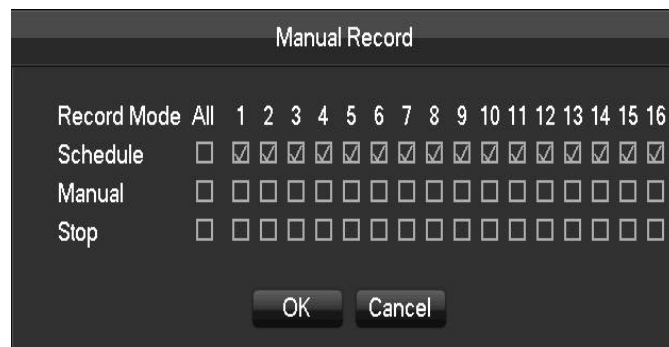 Manual Record
Record Mode All 1 2 3 4 5 6 7 8 9 10 11 12 13 14 15 16
Schedule
Manual
Stop
OK Cancel